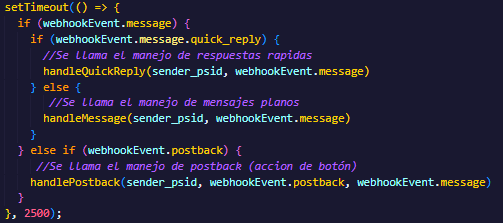 setTimeout(() => {
  if (webhookEvent.message) {
    if (webhookEvent.message.quick_reply) {
      //Se llama el manejo de respuestas rapidas
      handleQuickReply(sender_psid, webhookEvent.message)
    } else {
      //Se llama el manejo de mensajes planos
      handleMessage(sender_psid, webhookEvent.message)
    }
  } else if (webhookEvent.postback) {
    //Se llama el manejo de postback (accion de botón)
    handlePostback(sender_psid, webhookEvent.postback, webhookEvent.message)
  }
}, 2500);